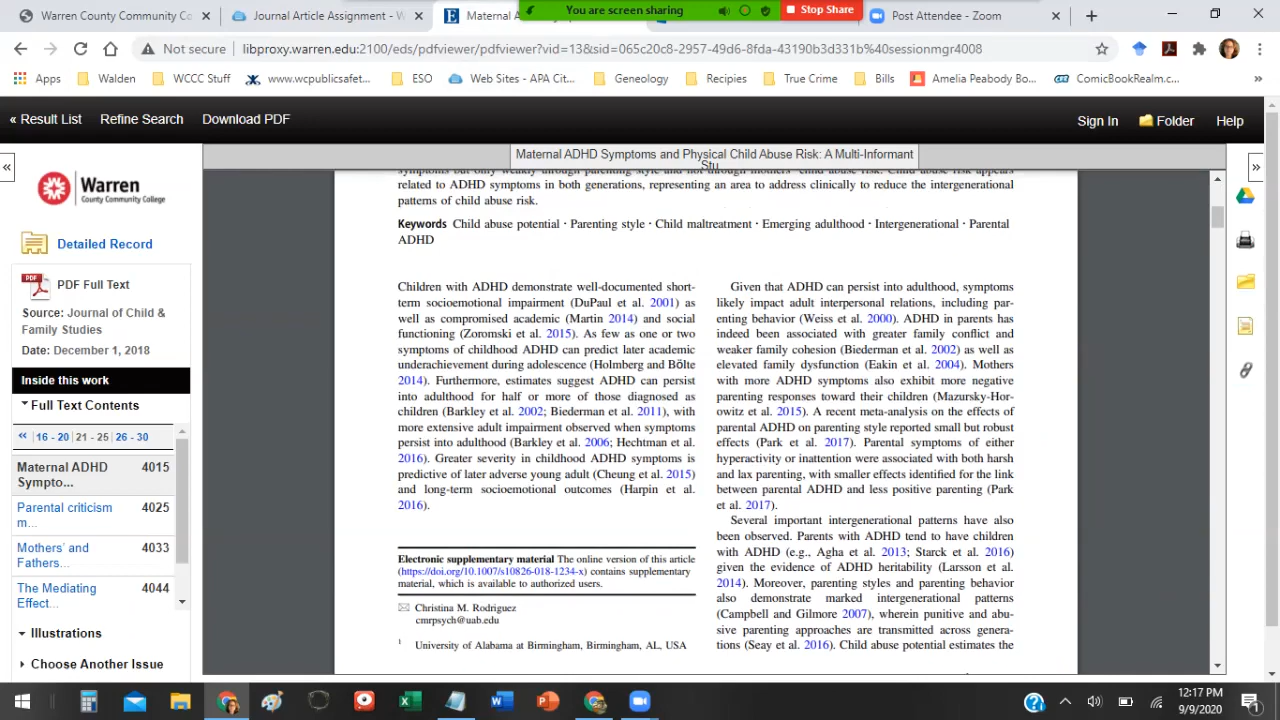 Warren County Community C
Journal Article Assignment - W
Maternal A
You are screen sharing
Stop Share
Post Attendee - Zoom
Not secure
libproxy.warren.edu:2100/eds/pdfviewer/pdfviewer?vid=13&sid=065c20c8-2957-49d6-8fda-43190b3d331b%40sessionmgr4008
Apps
Walden
WCCC Stuff
www.wcpublicsafet...
ESO
Web Sites - APA Cit...
Geneology
Recipies
True Crime
Bills
Amelia Peabody Bo...
ComicBookRealm.c...
« Result List
Refine Search
Download PDF
Sign In
Folder
Help
Warren
County Community College
Detailed Record
PDF Full Text
Source: Journal of Child &
Family Studies
Date: December 1, 2018
Inside this work
Full Text Contents
16 - 20
21 - 25
26 - 30
Maternal ADHD 4015
Sympto...
Parental criticism 4025
m...
Mothers' and 4033
Fathers...
The Mediating 4044
Effect...
Illustrations
Choose Another Issue
Maternal ADHD Symptoms and Physical Child Abuse Risk: A Multi-Informant
Stu
symptoms but only weakly through parenting style and not through mothers' child abuse risk. Child abuse risk appears
related to ADHD symptoms in both generations, representing an area to address clinically to reduce the intergenerational
patterns of child abuse risk.
Keywords Child abuse potential · Parenting style · Child maltreatment · Emerging adulthood · Intergenerational · Parental
ADHD
Children with ADHD demonstrate well-documented short-
term socioemotional impairment (DuPaul et al. 2001) as
well as compromised academic (Martin 2014) and social
functioning (Zoromski et al. 2015). As few as one or two
symptoms of childhood ADHD can predict later academic
underachievement during adolescence (Holmberg and Bölte
2014). Furthermore, estimates suggest ADHD can persist
into adulthood for half or more of those diagnosed as
children (Barkley et al. 2002; Biederman et al. 2011), with
more extensive adult impairment observed when symptoms
persist into adulthood (Barkley et al. 2006; Hechtman et al.
2016). Greater severity in childhood ADHD symptoms is
predictive of later adverse young adult (Cheung et al. 2015)
and long-term socioemotional outcomes (Harpin et al.
2016).
Electronic supplementary material The online version of this article
(https://doi.org/10.1007/s10826-018-1234-x) contains supplementary
material, which is available to authorized users.
Christina M. Rodriguez
cmrpsych@uab.edu
1 University of Alabama at Birmingham, Birmingham, AL, USA
Given that ADHD can persist into adulthood, symptoms
likely impact adult interpersonal relations, including par-
enting behavior (Weiss et al. 2000). ADHD in parents has
indeed been associated with greater family conflict and
weaker family cohesion (Biederman et al. 2002) as well as
elevated family dysfunction (Eakin et al. 2004). Mothers
with more ADHD symptoms also exhibit more negative
parenting responses toward their children (Mazursky-Hor-
owitz et al. 2015). A recent meta-analysis on the effects of
parental ADHD on parenting style reported small but robust
effects (Park et al. 2017). Parental symptoms of either
hyperactivity or inattention were associated with both harsh
and lax parenting, with smaller effects identified for the link
between parental ADHD and less positive parenting (Park
et al. 2017).
Several important intergenerational patterns have also
been observed. Parents with ADHD tend to have children
with ADHD (e.g., Agha et al. 2013; Starck et al. 2016)
given the evidence of ADHD heritability (Larsson et al.
2014). Moreover, parenting styles and parenting behavior
also demonstrate marked intergenerational patterns
(Campbell and Gilmore 2007), wherein punitive and abu-
sive parenting approaches are transmitted across genera-
tions (Seay et al. 2016). Child abuse potential estimates the
12:17 PM
9/9/2020